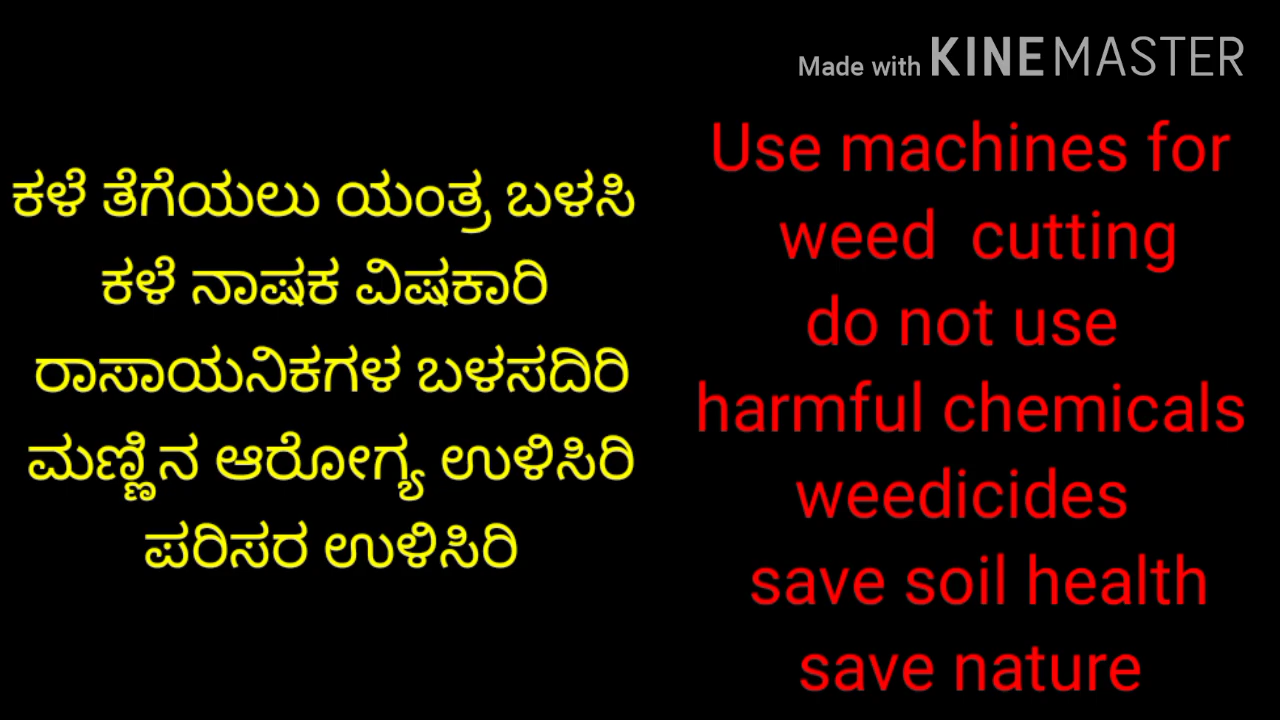 Made with KINEMASTER
ಕಳೆ ತೆಗೆಯಲು ಯಂತ್ರ ಬಳಸಿ
ಕಳೆ ನಾಷಕ ವಿಷಕಾರಿ
ರಾಸಾಯನಿಕಗಳ ಬಳಸದಿರಿ
ಮಣ್ಣಿನ ಆರೋಗ್ಯ ಉಳಿಸಿರಿ
ಪರಿಸರ ಉಳಿಸಿರಿ
Use machines for
weed cutting
do not use
harmful chemicals
weedicides
save soil health
save nature